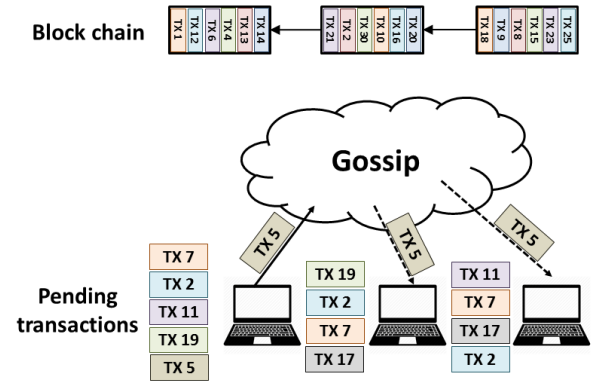 Block chain
TX 1
TX 12
TX 6
TX 4
TX 13
TX 14
TX 21
TX 2
TX 30
TX 10
TX 16
TX 20
TX 18
TX 9
TX 8
TX 15
TX 23
TX 25
Gossip
TX 5
TX 5
TX 5
Pending
transactions
TX 7
TX 2
TX 11
TX 19
TX 5
TX 19
TX 2
TX 7
TX 17
TX 11
TX 7
TX 17
TX 2